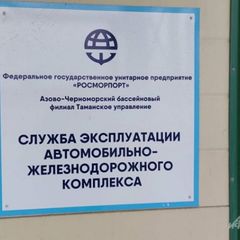 Федеральное государственное унитарное предприятие
«РОСМОРПОРТ»
Азово-Черноморский бассейновый
филиал Таманское управление
СЛУЖБА ЭКСПЛУАТАЦИИ
АВТОМОБИЛЬНО-
ЖЕЛЕЗНОДОРОЖНОГО
КОМПЛЕКСА